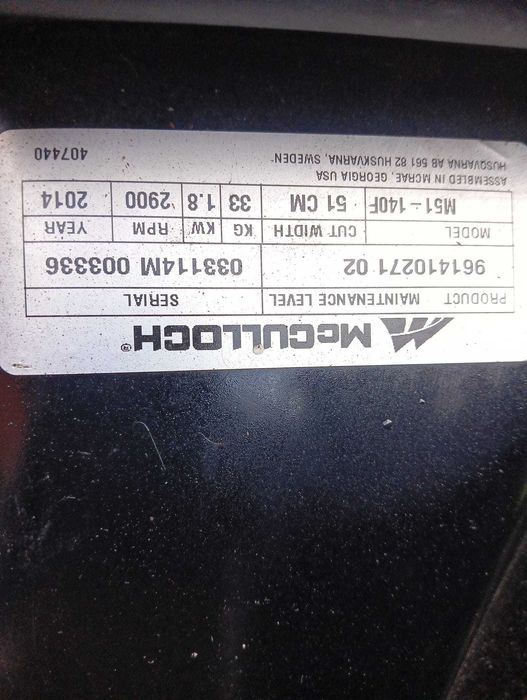 McCULLOCH®
PRODUCT MAINTENANCE LEVEL SERIAL
961410271 02 033114M 003336
MODEL CUT WIDTH KG KW RPM YEAR
M51-140F 51 CM 33 1.8 2900 2014
ASSEMBLED IN MCRAE, GEORGIA USA
HUSQVARNA AB 561 82 HUSKVARNA, SWEDEN 407440